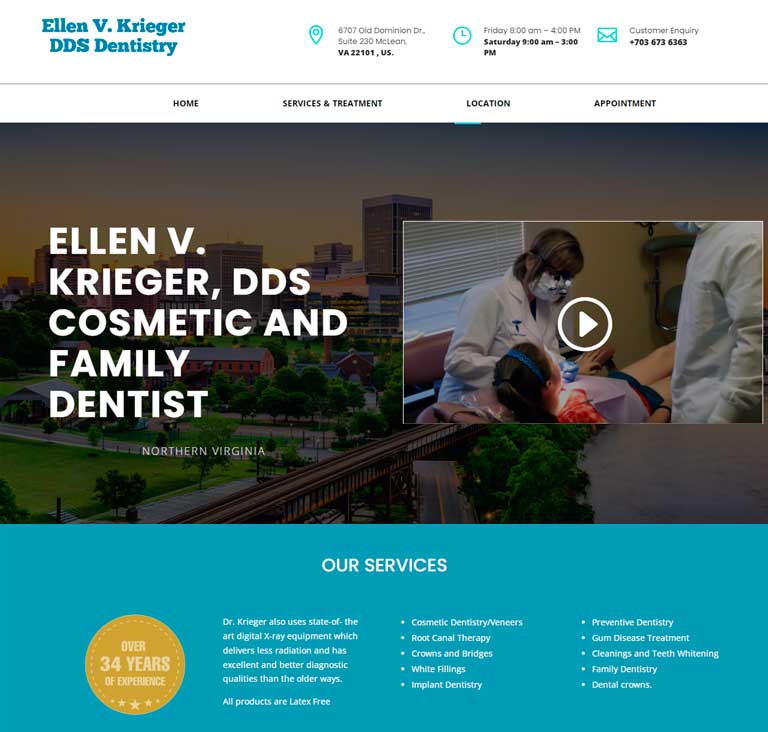 Ellen V. Krieger
DDS Dentistry
6707 Old Dominion Dr.,
Suite 230 McLean,
VA 22101 , US.
Friday 8:00 am – 4:00 PM
Saturday 9:00 am – 3:00
PM
Customer Enquiry
+703 673 6363
HOME
SERVICES & TREATMENT
LOCATION
APPOINTMENT
ELLEN V.
KRIEGER, DDS
COSMETIC AND
FAMILY
DENTIST
NORTHERN VIRGINIA
OUR SERVICES
OVER
34 YEARS
OF EXPERIENCE
Dr. Krieger also uses state-of- the
art digital X-ray equipment which
delivers less radiation and has
excellent and better diagnostic
qualities than the older ways.
All products are Latex Free
Cosmetic Dentistry/Veneers
Root Canal Therapy
Crowns and Bridges
White Fillings
Implant Dentistry
Preventive Dentistry
Gum Disease Treatment
Cleanings and Teeth Whitening
Family Dentistry
Dental crowns.